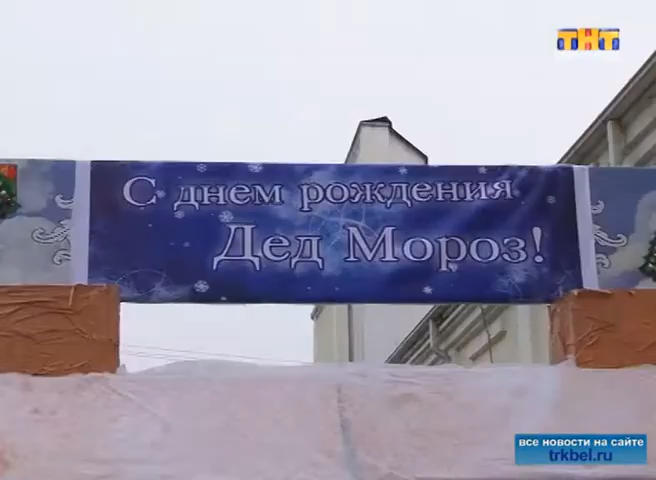 ТНТ
С днем рождения
Дед Мороз!
все новости на сайте
trkbel.ru